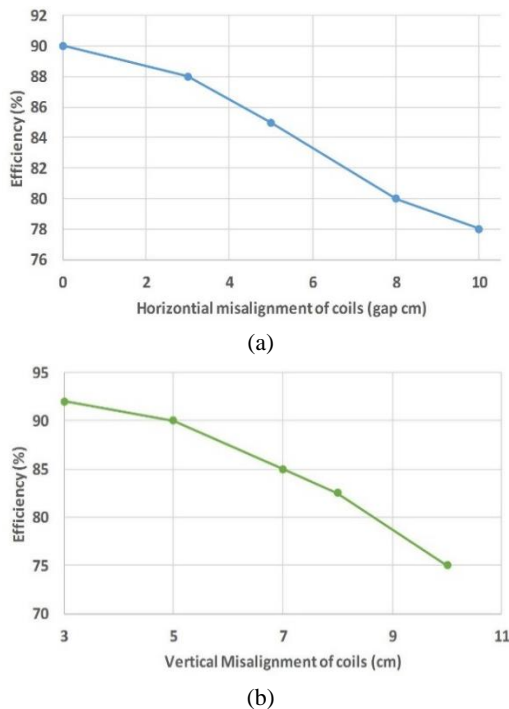 92
90
88
86
84
82
80
78
76
Efficiency (%)
0 2 4 6 8 10
Horizontial misalignment of coils (gap cm)
(a)
95
90
85
80
75
70
Efficiency (%)
3 5 7 9 11
Vertical Misalignment of coils (cm)
(b)